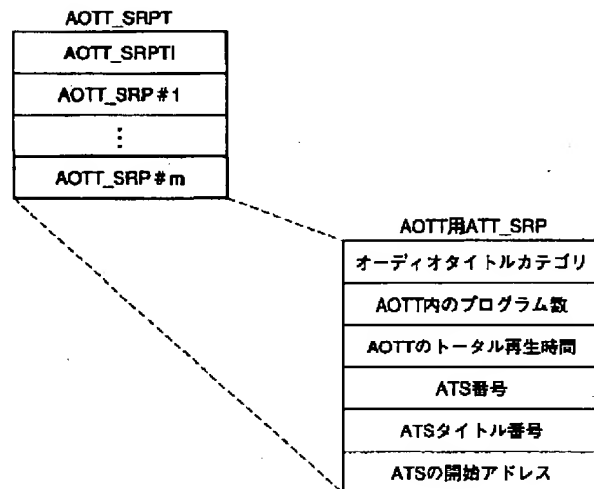 AOTT_SRPT
AOTT_SRPTI
AOTT_SRP#1
⋮
AOTT_SRP#m
AOTT用ATT_SRP
オーディオタイトルカテゴリ
AOTT内のプログラム数
AOTTのトータル再生時間
ATS番号
ATSタイトル番号
ATSの開始アドレス